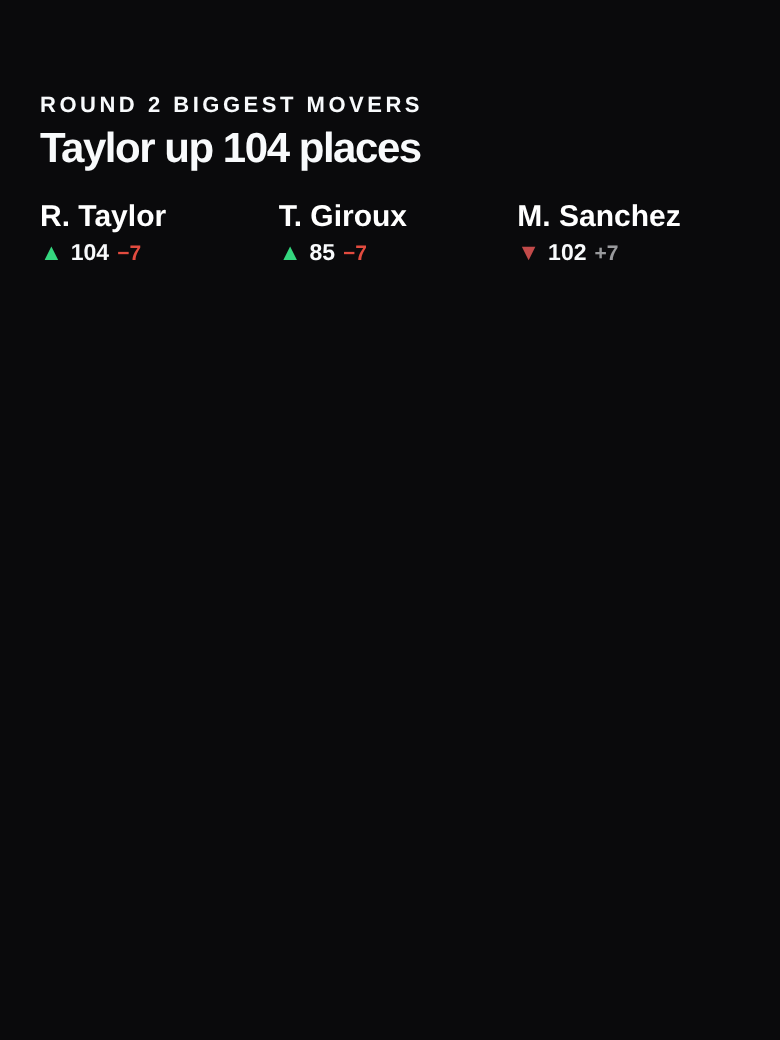 ROUND 2 BIGGEST MOVERS
Taylor up 104 places
R. Taylor T. Giroux M. Sanchez
▲ 104 −7 ▲ 85 −7 ▼ 102 +7